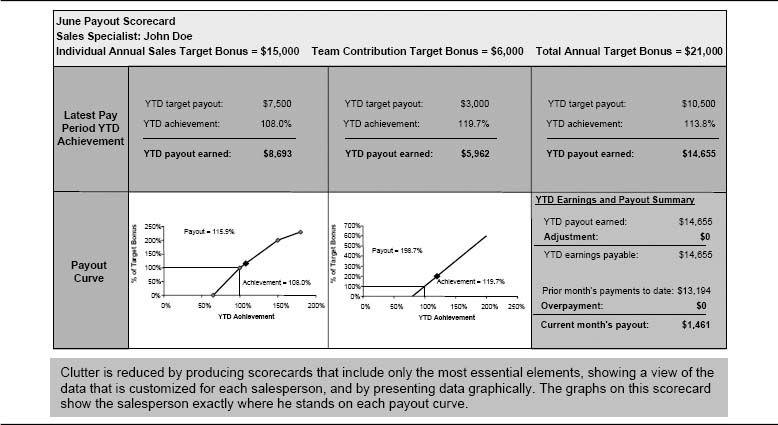 June Payout Scorecard
Sales Specialist: John Doe
Individual Annual Sales Target Bonus = $15,000 Team Contribution Target Bonus = $6,000 Total Annual Target Bonus = $21,000
Latest Pay
Period YTD
Achievement
YTD target payout: $7,500
YTD achievement: 108.0%
YTD payout earned: $8,693
YTD target payout: $3,000
YTD achievement: 119.7%
YTD payout earned: $5,962
YTD target payout: $10,500
YTD achievement: 113.8%
YTD payout earned: $14,655
Payout
Curve
% of Target Bonus
250%
200%
150%
100%
50%
0%
Payout = 115.9%
Achievement = 108.0%
0% 50% 100% 150% 200%
YTD Achievement
% of Target Bonus
700%
600%
500%
400%
300%
200%
100%
0%
Payout = 198.7%
Achievement = 119.7%
0% 50% 100% 150% 200% 250%
YTD Achievement
YTD Earnings and Payout Summary
YTD payout earned: $14,655
Adjustment: $0
YTD earnings payable: $14,655
Prior month's payments to date: $13,194
Overpayment: $0
Current month's payout: $1,461
Clutter is reduced by producing scorecards that include only the most essential elements, showing a view of the
data that is customized for each salesperson, and by presenting data graphically. The graphs on this scorecard
show the salesperson exactly where he stands on each payout curve.